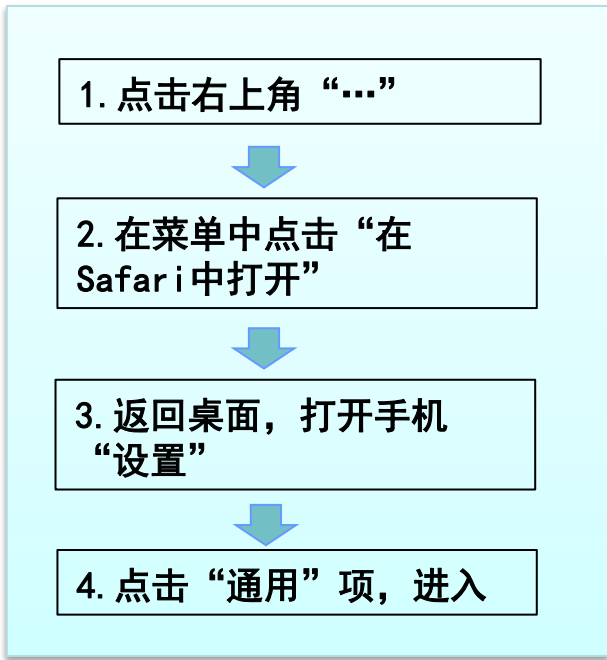 1.点击右上角“…”
2.在菜单中点击“在
Safari中打开”
3.返回桌面，打开手机
“设置”
4.点击“通用”项，进入